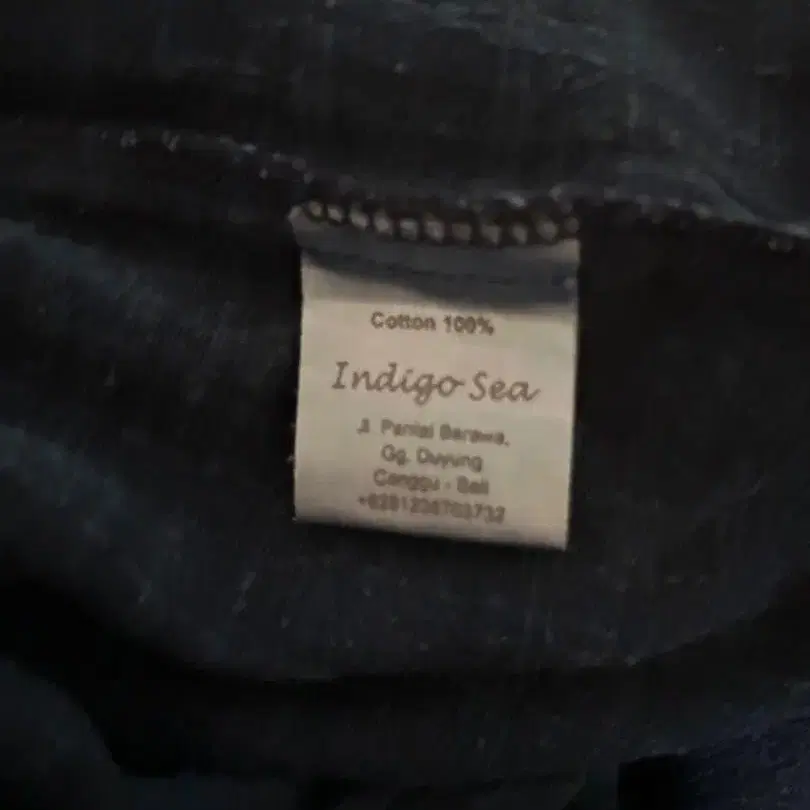 Cotton 100%
Indigo Sea
Jl. Pantai Berawa,
Gg. Duyung
Canggu - Bali